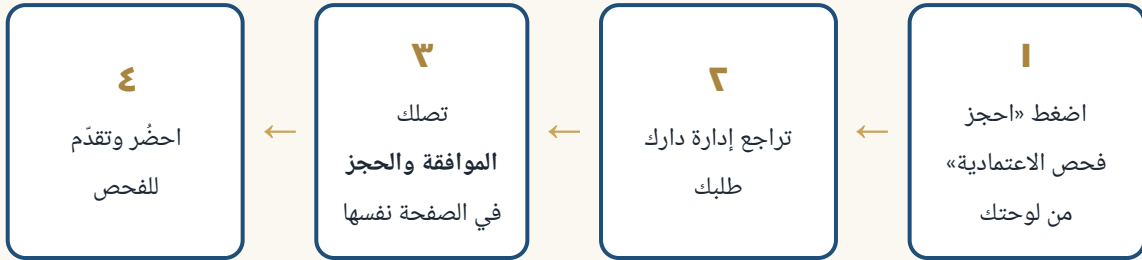 ١
اضغط «احجز
فحص الاعتمادية»
من لوحتك
←
٢
تراجع إدارة دارك
طلبك
←
٣
تصلك
الموافقة والحجز
في الصفحة نفسها
←
٤
احضُر وتقدّم
للفحص